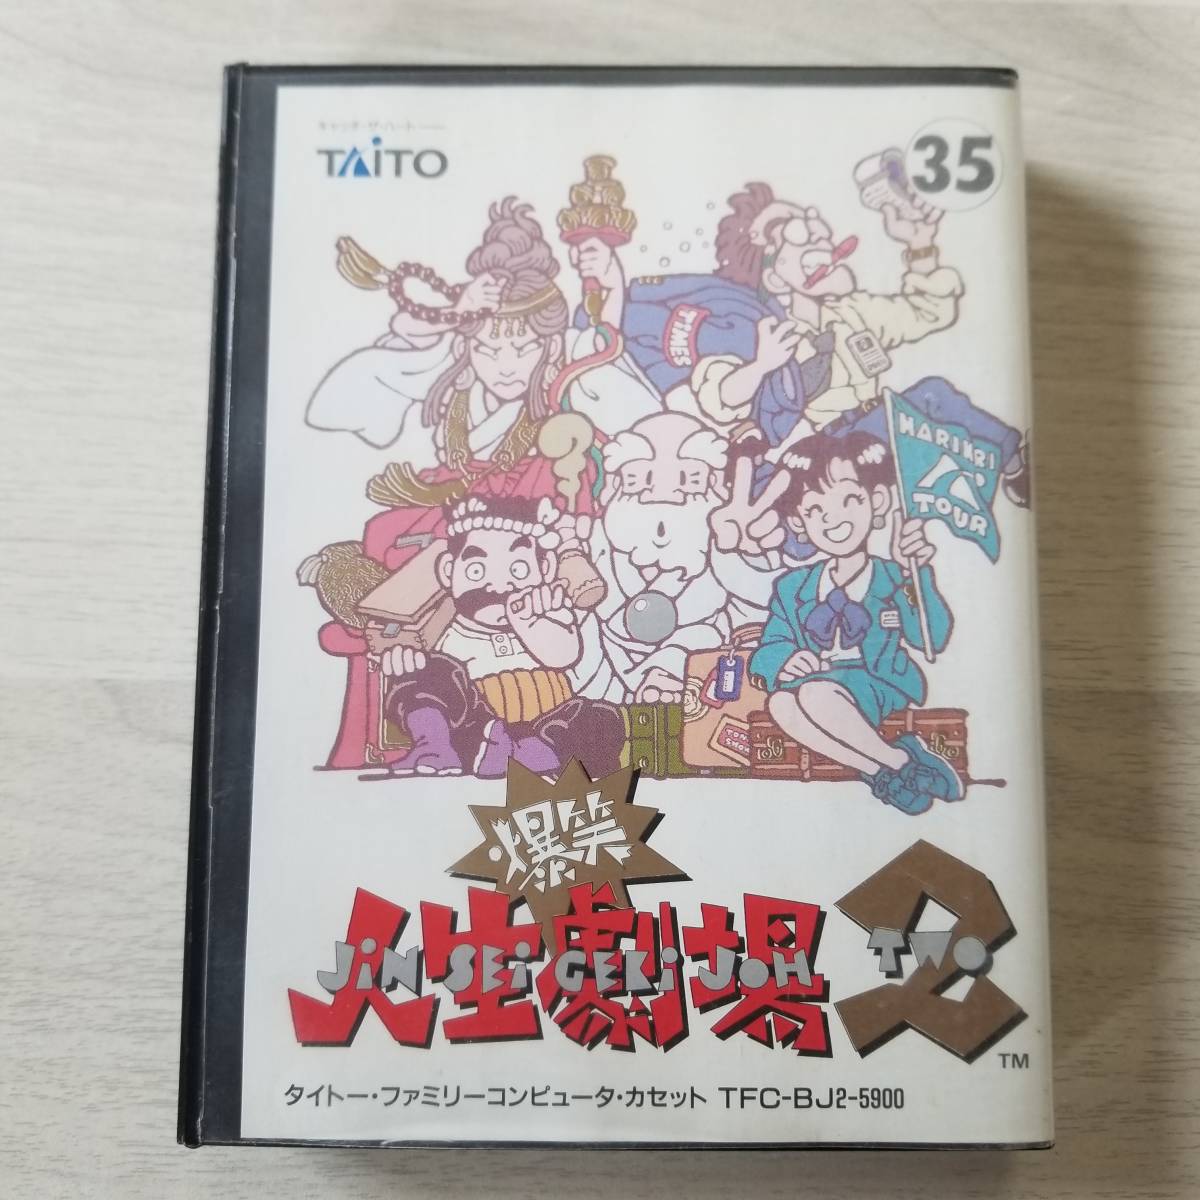 キャッチ・ザ・ハート
TAiTO
35
TIMES
HARIKIRI
TOUR
爆笑
人生劇場
JiN SEi GEKi JOH
2
TWO
TM
タイトー・ファミリーコンピュータ・カセット TFC-BJ2-5900